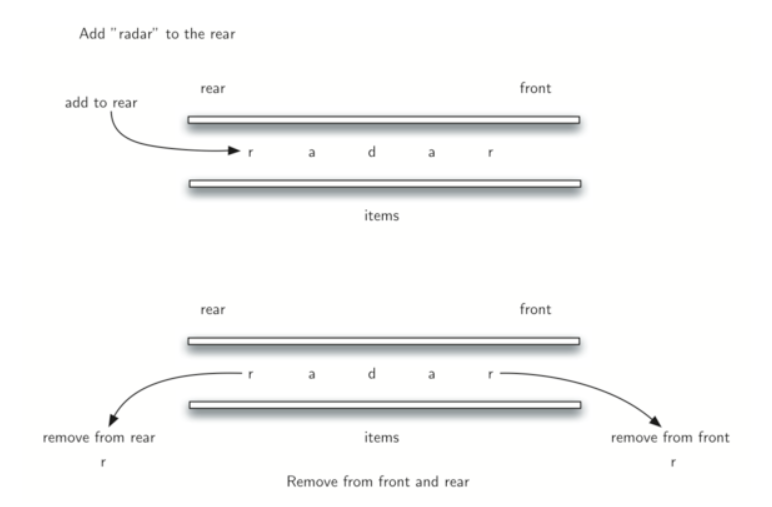 Add "radar" to the rear
rear front
add to rear
r a d a r
items
rear front
r a d a r
remove from rear items remove from front
r r
Remove from front and rear